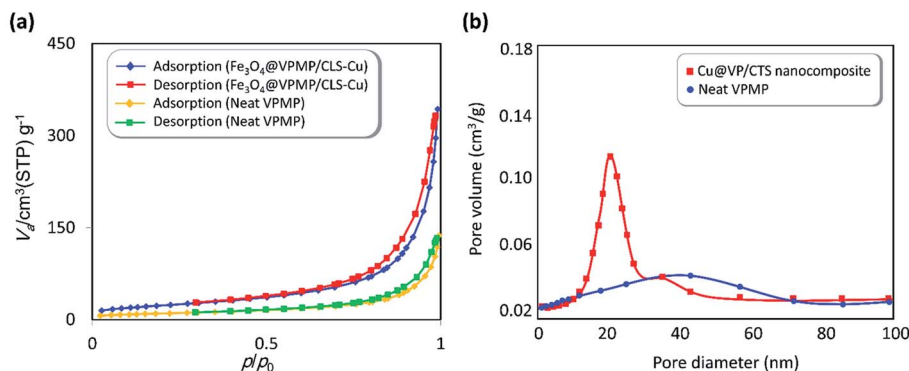 (a)
450
300
150
0
Vₐ/cm³(STP) g⁻¹
Adsorption (Fe₃O₄@VPMP/CLS-Cu)
Desorption (Fe₃O₄@VPMP/CLS-Cu)
Adsorption (Neat VPMP)
Desorption (Neat VPMP)
0 0.5 1
p/p₀
(b)
0.18
0.14
0.10
0.06
0.02
Pore volume (cm³/g)
Cu@VP/CTS nanocomposite
Neat VPMP
0 20 40 60 80 100
Pore diameter (nm)